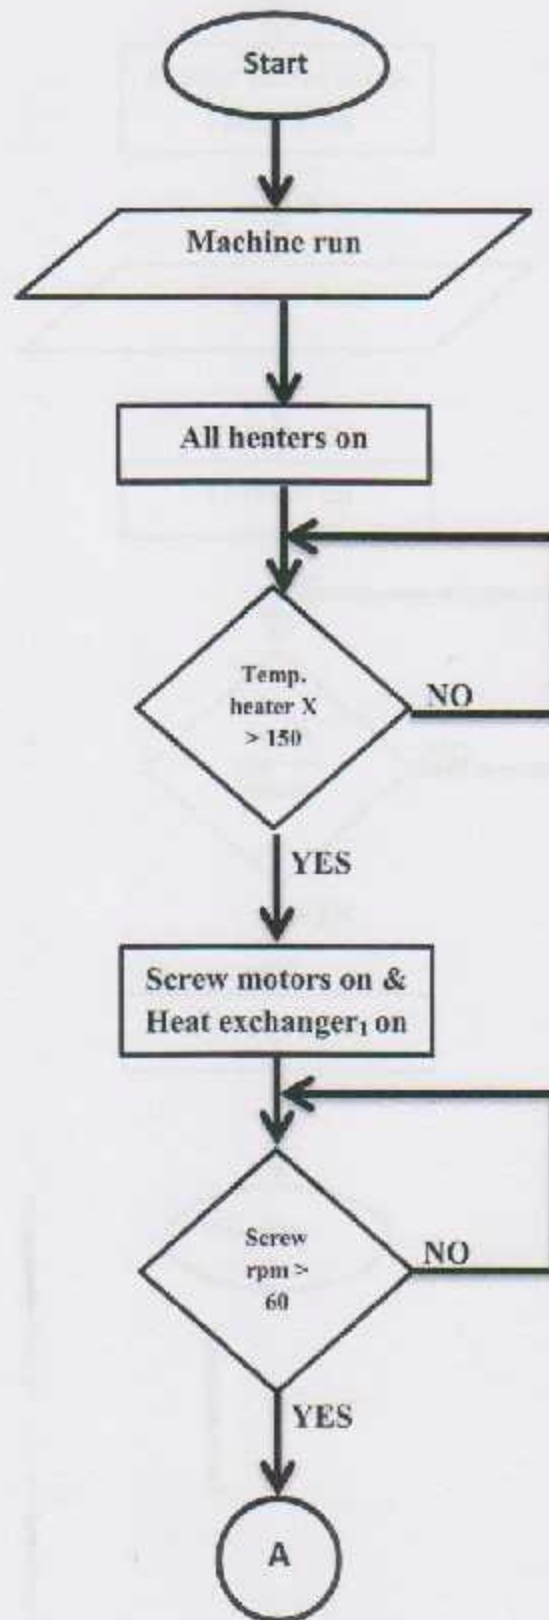 Start
Machine run
All heaters on
Temp.
heater X
> 150
NO
YES
Screw motors on &
Heat exchanger₁ on
Screw
rpm >
60
NO
YES
A